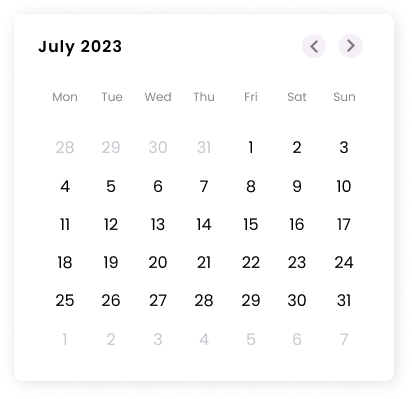 July 2023
Mon Tue Wed Thu Fri Sat Sun
28 29 30 31 1 2 3
4 5 6 7 8 9 10
11 12 13 14 15 16 17
18 19 20 21 22 23 24
25 26 27 28 29 30 31
1 2 3 4 5 6 7